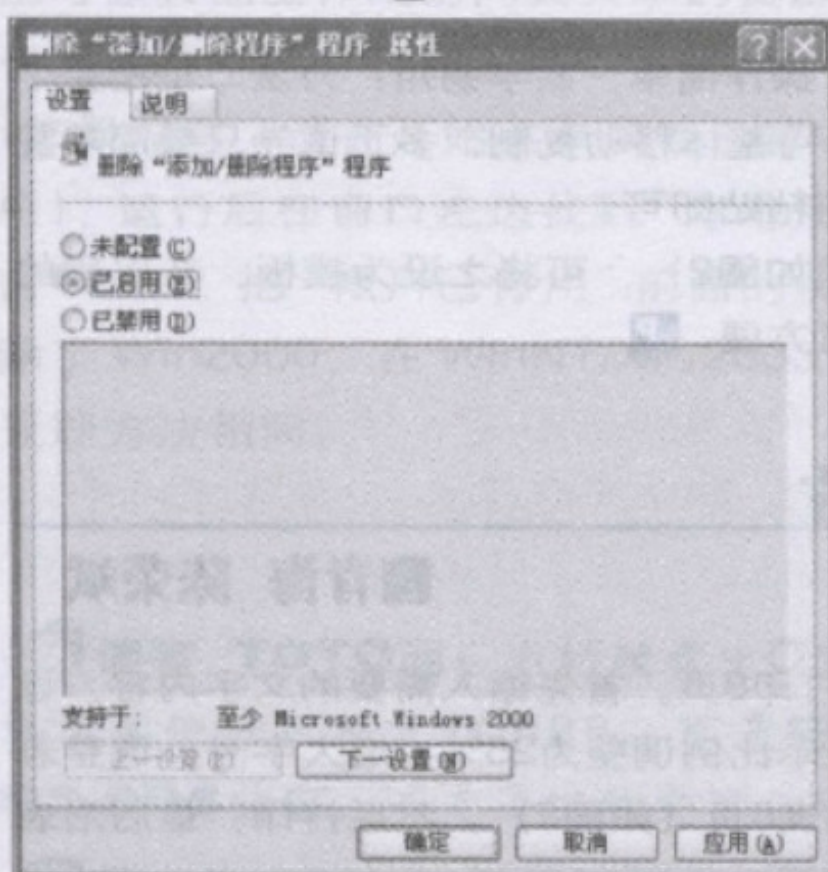 删除“添加/删除程序”程序 属性
设置 说明
删除“添加/删除程序”程序
未配置(C)
已启用(E)
已禁用(D)
支持于: 至少 Microsoft Windows 2000
上一设置(P) 下一设置(N)
确定 取消 应用(A)